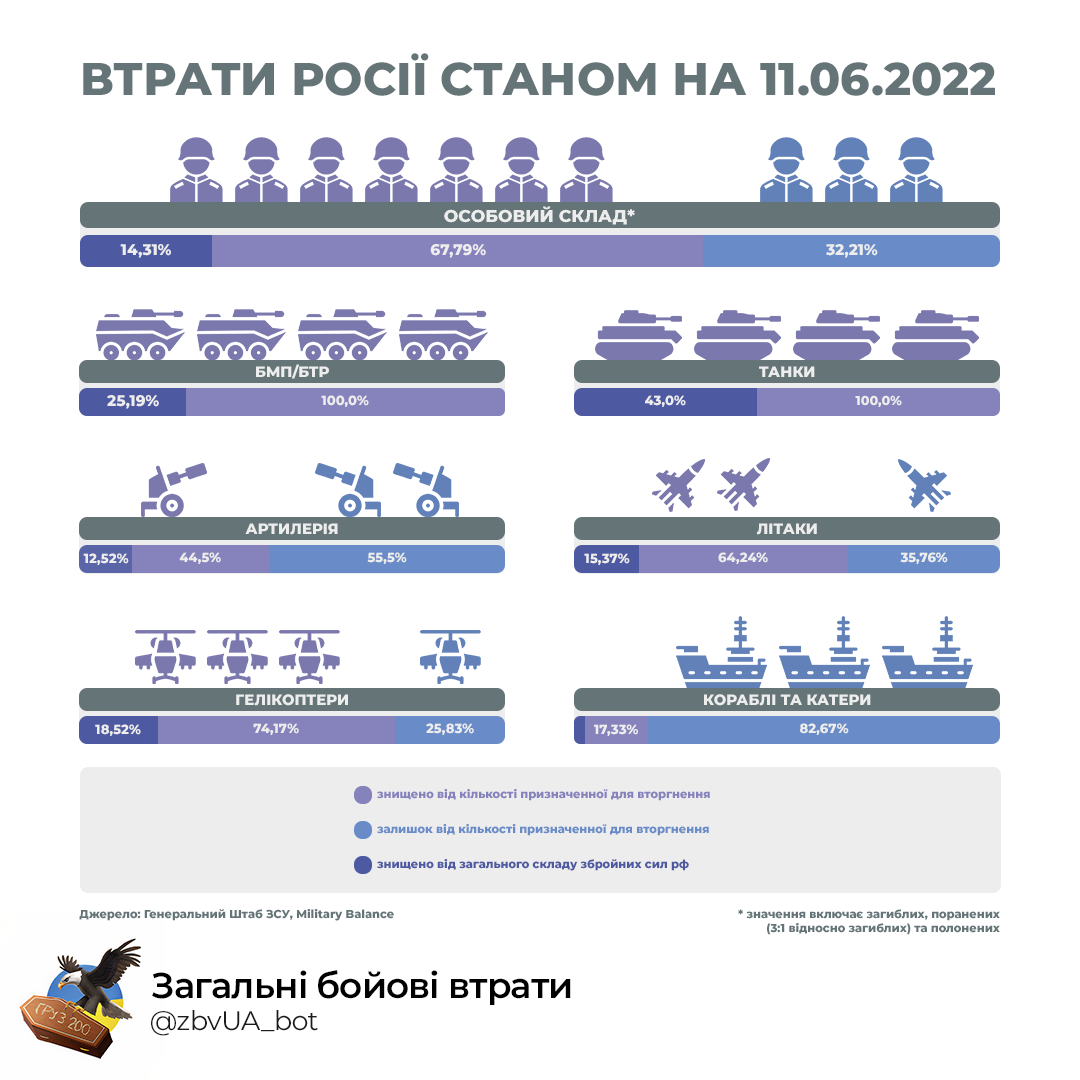 ВТРАТИ РОСІЇ СТАНОМ НА 11.06.2022
ОСОБОВИЙ СКЛАД*
14,31% 67,79% 32,21%
БМП/БТР
25,19% 100,0%
ТАНКИ
43,0% 100,0%
АРТИЛЕРІЯ
12,52% 44,5% 55,5%
ЛІТАКИ
15,37% 64,24% 35,76%
ГЕЛІКОПТЕРИ
18,52% 74,17% 25,83%
КОРАБЛІ ТА КАТЕРИ
17,33% 82,67%
знищено від кількості призначенної для вторгнення
залишок від кількості призначенної для вторгнення
знищено від загального складу збройних сил рф
Джерело: Генеральний Штаб ЗСУ, Military Balance
* значення включає загиблих, поранених
(3:1 відносно загиблих) та полонених
ГРУЗ 200
Загальні бойові втрати
@zbvUA_bot